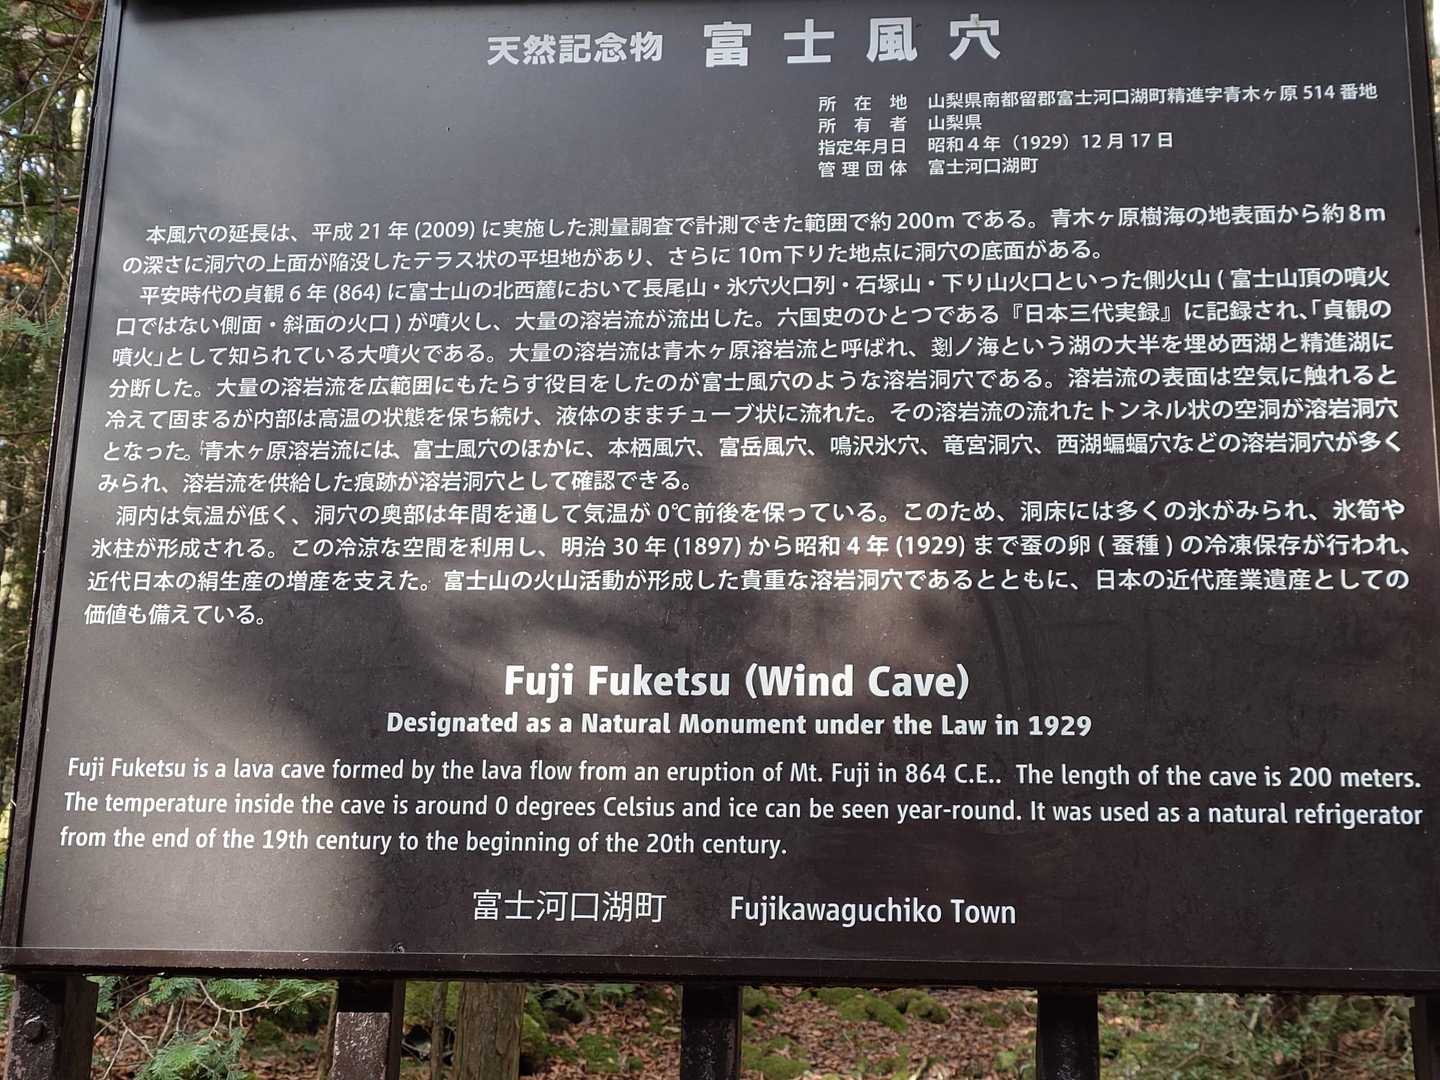 天然記念物 富士風穴
所在地 山梨県南都留郡富士河口湖町精進字青木ヶ原 514 番地
所有者 山梨県
指定年月日 昭和４年（1929）12 月 17 日
管理団体 富士河口湖町
本風穴の延長は、平成 21 年 (2009) に実施した測量調査で計測できた範囲で約 200m である。青木ヶ原樹海の地表面から約 8m
の深さに洞穴の上面が陥没したテラス状の平坦地があり、さらに 10m下りた地点に洞穴の底面がある。
平安時代の貞観 6 年 (864) に富士山の北西麓において長尾山・氷穴火口列・石塚山・下り山火口といった側火山 ( 富士山頂の噴火
口ではない側面・斜面の火口 ) が噴火し、大量の溶岩流が流出した。六国史のひとつである『日本三代実録』に記録され、「貞観の
噴火」として知られている大噴火である。大量の溶岩流は青木ヶ原溶岩流と呼ばれ、剗ノ海という湖の大半を埋め西湖と精進湖に
分断した。大量の溶岩流を広範囲にもたらす役目をしたのが富士風穴のような溶岩洞穴である。溶岩流の表面は空気に触れると
冷えて固まるが内部は高温の状態を保ち続け、液体のままチューブ状に流れた。その溶岩流の流れたトンネル状の空洞が溶岩洞穴
となった。青木ヶ原溶岩流には、富士風穴のほかに、本栖風穴、富岳風穴、鳴沢氷穴、竜宮洞穴、西湖蝙蝠穴などの溶岩洞穴が多く
みられ、溶岩流を供給した痕跡が溶岩洞穴として確認できる。
洞内は気温が低く、洞穴の奥部は年間を通して気温が 0℃前後を保っている。このため、洞床には多くの氷がみられ、氷筍や
氷柱が形成される。この冷涼な空間を利用し、明治 30 年 (1897) から昭和 4 年 (1929) まで蚕の卵 ( 蚕種 ) の冷凍保存が行われ、
近代日本の絹生産の増産を支えた。富士山の火山活動が形成した貴重な溶岩洞穴であるとともに、日本の近代産業遺産としての
価値も備えている。
Fuji Fuketsu (Wind Cave)
Designated as a Natural Monument under the Law in 1929
Fuji Fuketsu is a lava cave formed by the lava flow from an eruption of Mt. Fuji in 864 C.E.. The length of the cave is 200 meters.
The temperature inside the cave is around 0 degrees Celsius and ice can be seen year-round. It was used as a natural refrigerator
from the end of the 19th century to the beginning of the 20th century.
富士河口湖町 Fujikawaguchiko Town